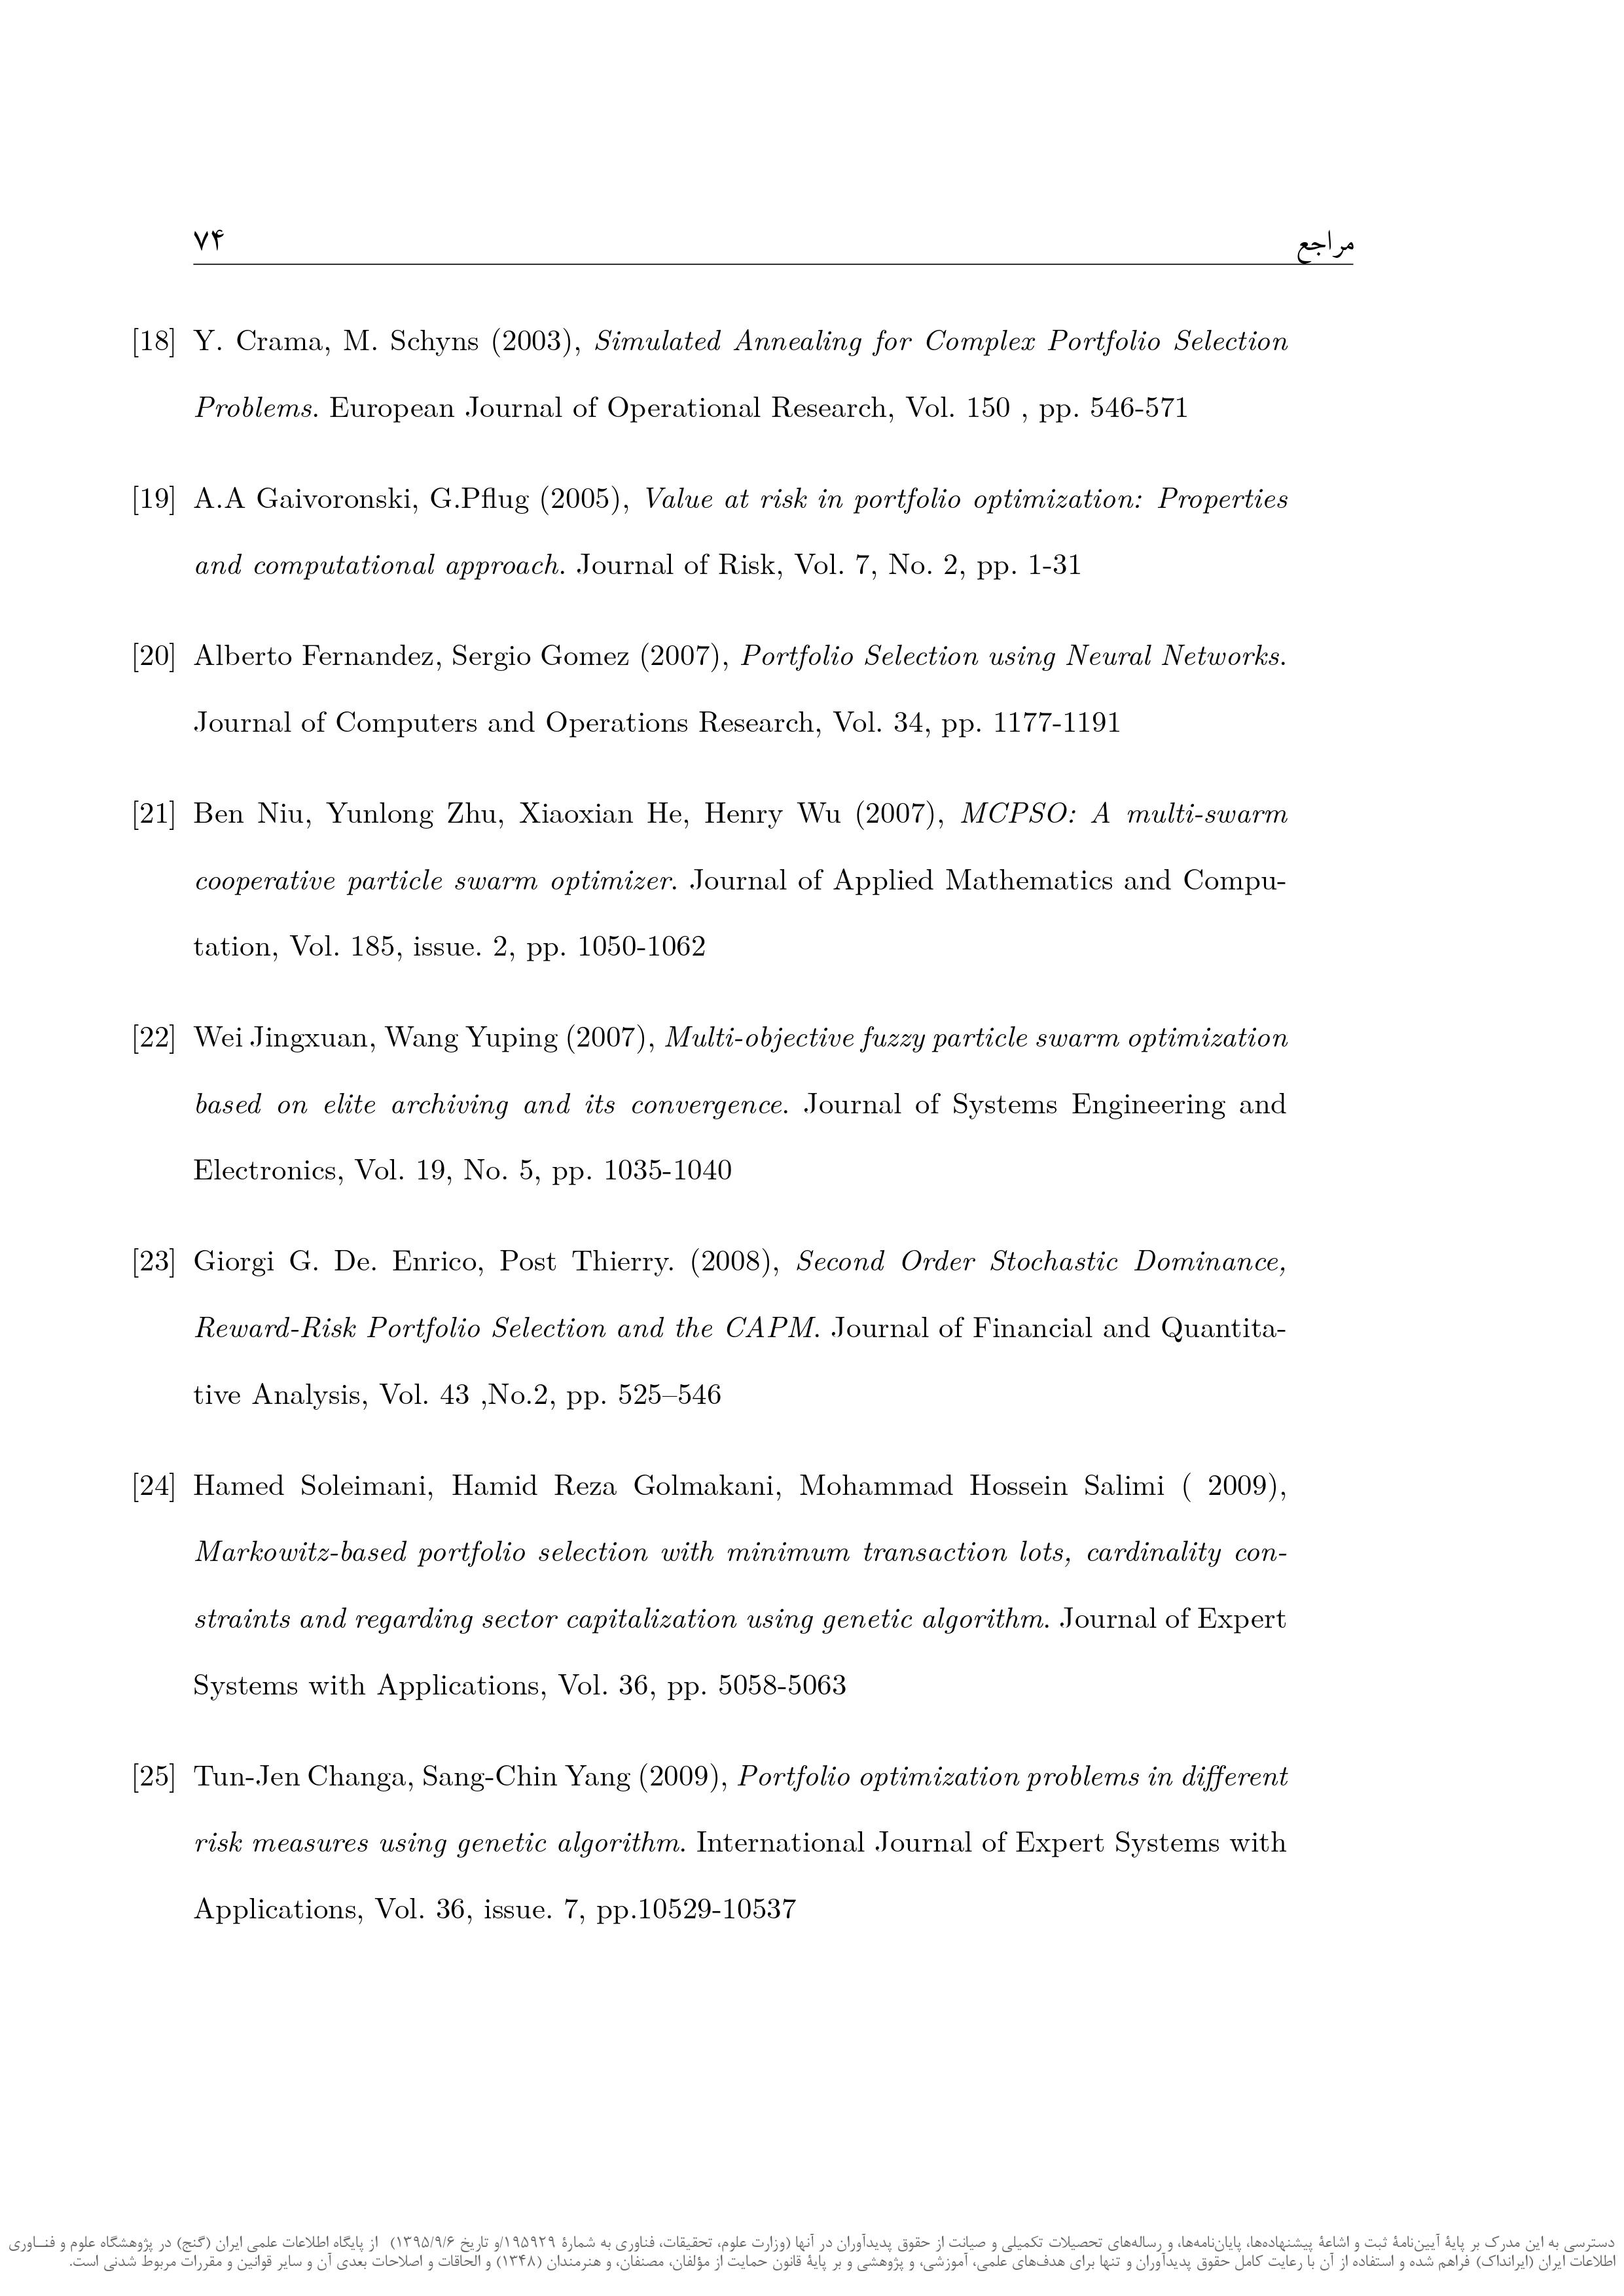 مراجع ۷۴
[18] Y. Crama, M. Schyns (2003), Simulated Annealing for Complex Portfolio Selection
Problems. European Journal of Operational Research, Vol. 150 , pp. 546-571
[19] A.A Gaivoronski, G.Pflug (2005), Value at risk in portfolio optimization: Properties
and computational approach. Journal of Risk, Vol. 7, No. 2, pp. 1-31
[20] Alberto Fernandez, Sergio Gomez (2007), Portfolio Selection using Neural Networks.
Journal of Computers and Operations Research, Vol. 34, pp. 1177-1191
[21] Ben Niu, Yunlong Zhu, Xiaoxian He, Henry Wu (2007), MCPSO: A multi-swarm
cooperative particle swarm optimizer. Journal of Applied Mathematics and Compu-
tation, Vol. 185, issue. 2, pp. 1050-1062
[22] Wei Jingxuan, Wang Yuping (2007), Multi-objective fuzzy particle swarm optimization
based on elite archiving and its convergence. Journal of Systems Engineering and
Electronics, Vol. 19, No. 5, pp. 1035-1040
[23] Giorgi G. De. Enrico, Post Thierry. (2008), Second Order Stochastic Dominance,
Reward-Risk Portfolio Selection and the CAPM. Journal of Financial and Quantita-
tive Analysis, Vol. 43 ,No.2, pp. 525–546
[24] Hamed Soleimani, Hamid Reza Golmakani, Mohammad Hossein Salimi ( 2009),
Markowitz-based portfolio selection with minimum transaction lots, cardinality con-
straints and regarding sector capitalization using genetic algorithm. Journal of Expert
Systems with Applications, Vol. 36, pp. 5058-5063
[25] Tun-Jen Changa, Sang-Chin Yang (2009), Portfolio optimization problems in different
risk measures using genetic algorithm. International Journal of Expert Systems with
Applications, Vol. 36, issue. 7, pp.10529-10537
دسترسی به این مدرک بر پایهٔ آیین‌نامهٔ ثبت و اشاعهٔ پیشنهاده‌ها، پایان‌نامه‌ها، و رساله‌های تحصیلات تکمیلی و صیانت از حقوق پدیدآوران در آنها (وزارت علوم، تحقیقات، فناوری به شمارهٔ ۱۹۵۹۲۹/و تاریخ ۱۳۹۵/۹/۶) از پایگاه اطلاعات علمی ایران (گنج) در پژوهشگاه علوم و فنــاوری
اطلاعات ایران (ایرانداک) فراهم شده و استفاده از آن با رعایت کامل حقوق پدیدآوران و تنها برای هدف‌های علمی، آموزشی، و پژوهشی و بر پایهٔ قانون حمایت از مؤلفان، مصنفان، و هنرمندان (۱۳۴۸) و الحاقات و اصلاحات بعدی آن و سایر قوانین و مقررات مربوط شدنی است.